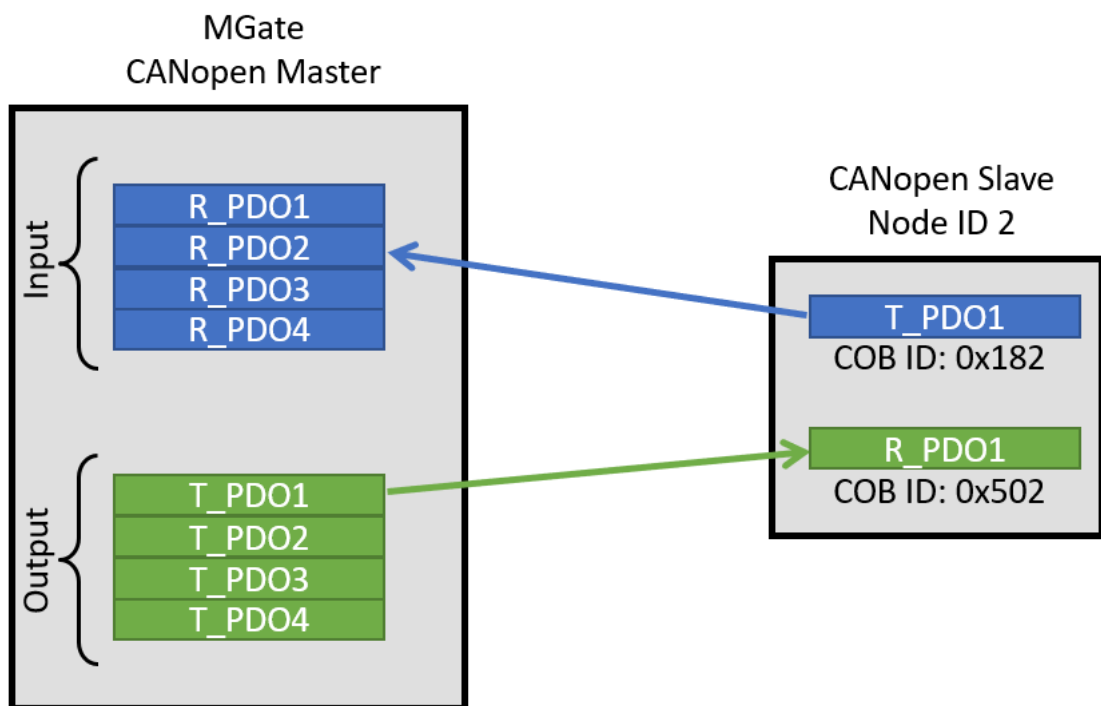 MGate
CANopen Master
Input
R_PDO1
R_PDO2
R_PDO3
R_PDO4
Output
T_PDO1
T_PDO2
T_PDO3
T_PDO4
CANopen Slave
Node ID 2
T_PDO1
COB ID: 0x182
R_PDO1
COB ID: 0x502